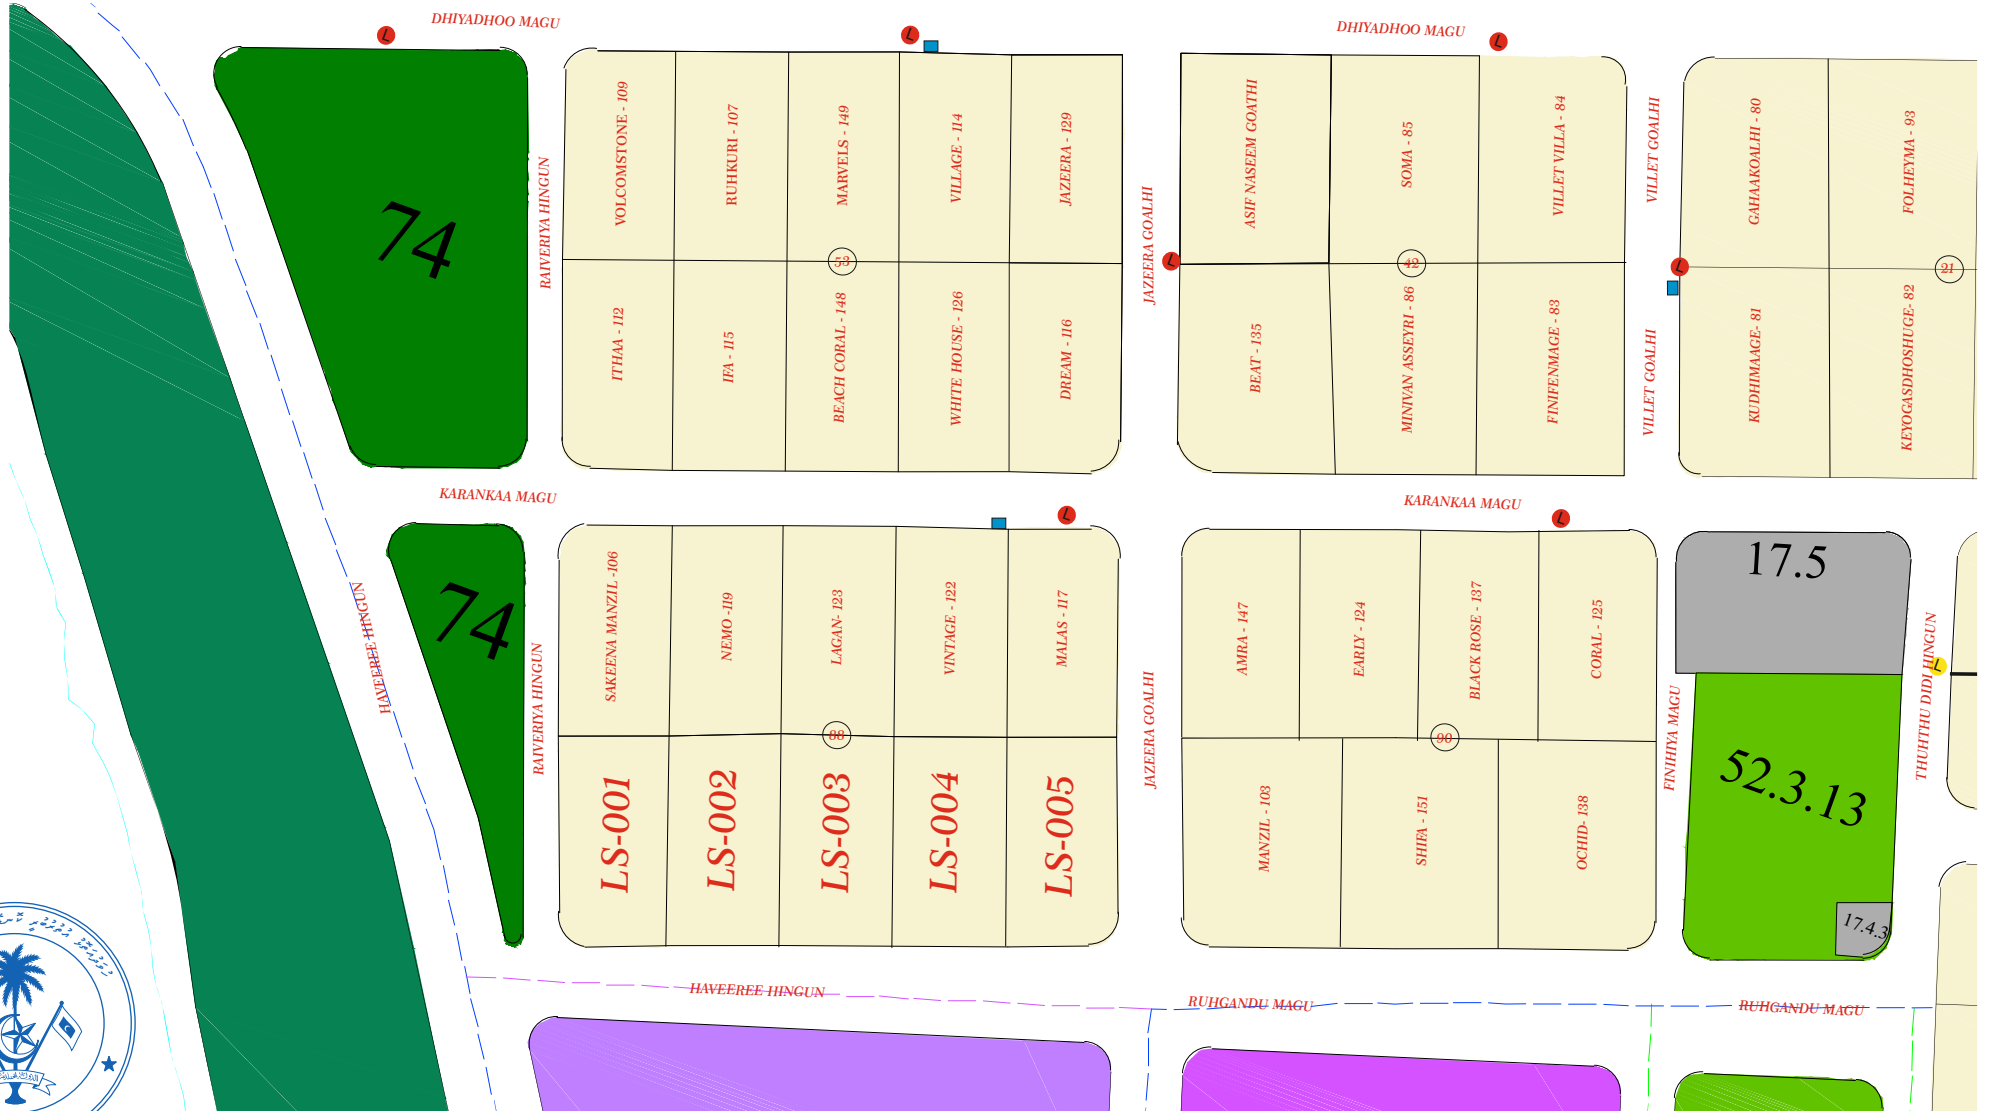 DHIYADHOO MAGU
DHIYADHOO MAGU
L
L
L
74
RAIVERIYA HINGUN
VOLCOMSTONE - 109
RUHKURI - 107
MARVELS - 149
VILLAGE - 114
JAZEERA - 129
53
ITHAA - 112
IFA - 115
BEACH CORAL - 148
WHITE HOUSE - 126
DREAM - 116
JAZEERA GOALHI
L
ASIF NASEEM GOATHI
SOMA - 85
VILLET VILLA - 84
42
BEAT - 135
MINIVAN ASSEYRI - 86
FINIFENMAGE - 83
VILLET GOALHI
VILLET GOALHI
L
GAHAAKOALHI - 80
FOLHEYMA - 93
21
KUDHIMAAGE- 81
KEYOGASDHOSHUGE- 82
KARANKAA MAGU
KARANKAA MAGU
L
L
74
HAVEEREE HINGUN
RAIVERIYA HINGUN
SAKEENA MANZIL -106
NEMO -119
LAGAN- 123
VINTAGE - 122
MALAS - 117
88
LS-001
LS-002
LS-003
LS-004
LS-005
JAZEERA GOALHI
AMRA - 147
EARLY - 124
BLACK ROSE - 137
CORAL - 125
90
MANZIL - 103
SHIFA - 151
OCHID- 138
FINIHIYA MAGU
17.5
52.3.13
17.4.3
THUHTHU DIDI HINGUN
L
HAVEEREE HINGUN
RUHGANDU MAGU
RUHGANDU MAGU